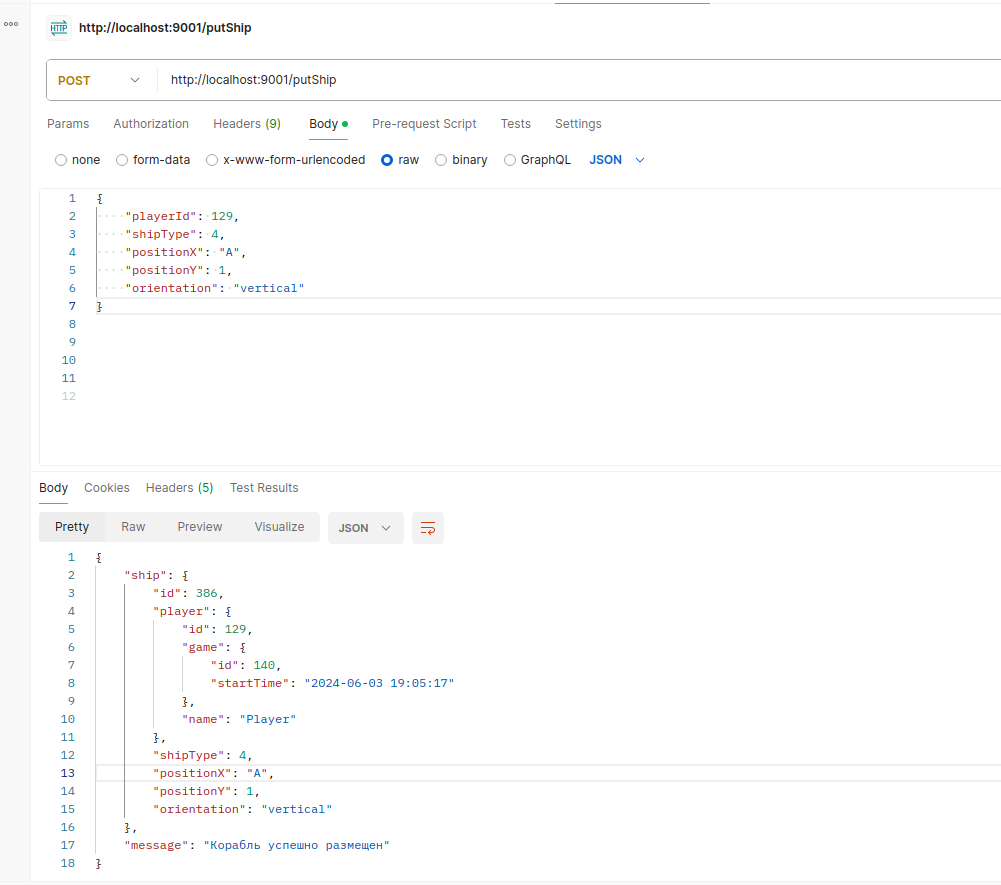 HTTP http://localhost:9001/putShip
POST http://localhost:9001/putShip
Params Authorization Headers (9) Body Pre-request Script Tests Settings
none form-data x-www-form-urlencoded raw binary GraphQL JSON
1 {
2 "playerId": 129,
3 "shipType": 4,
4 "positionX": "A",
5 "positionY": 1,
6 "orientation": "vertical"
7 }
8
9
10
11
12
Body Cookies Headers (5) Test Results
Pretty Raw Preview Visualize JSON
1 {
2 "ship": {
3 "id": 386,
4 "player": {
5 "id": 129,
6 "game": {
7 "id": 140,
8 "startTime": "2024-06-03 19:05:17"
9 },
10 "name": "Player"
11 },
12 "shipType": 4,
13 "positionX": "A",
14 "positionY": 1,
15 "orientation": "vertical"
16 },
17 "message": "Корабль успешно размещен"
18 }